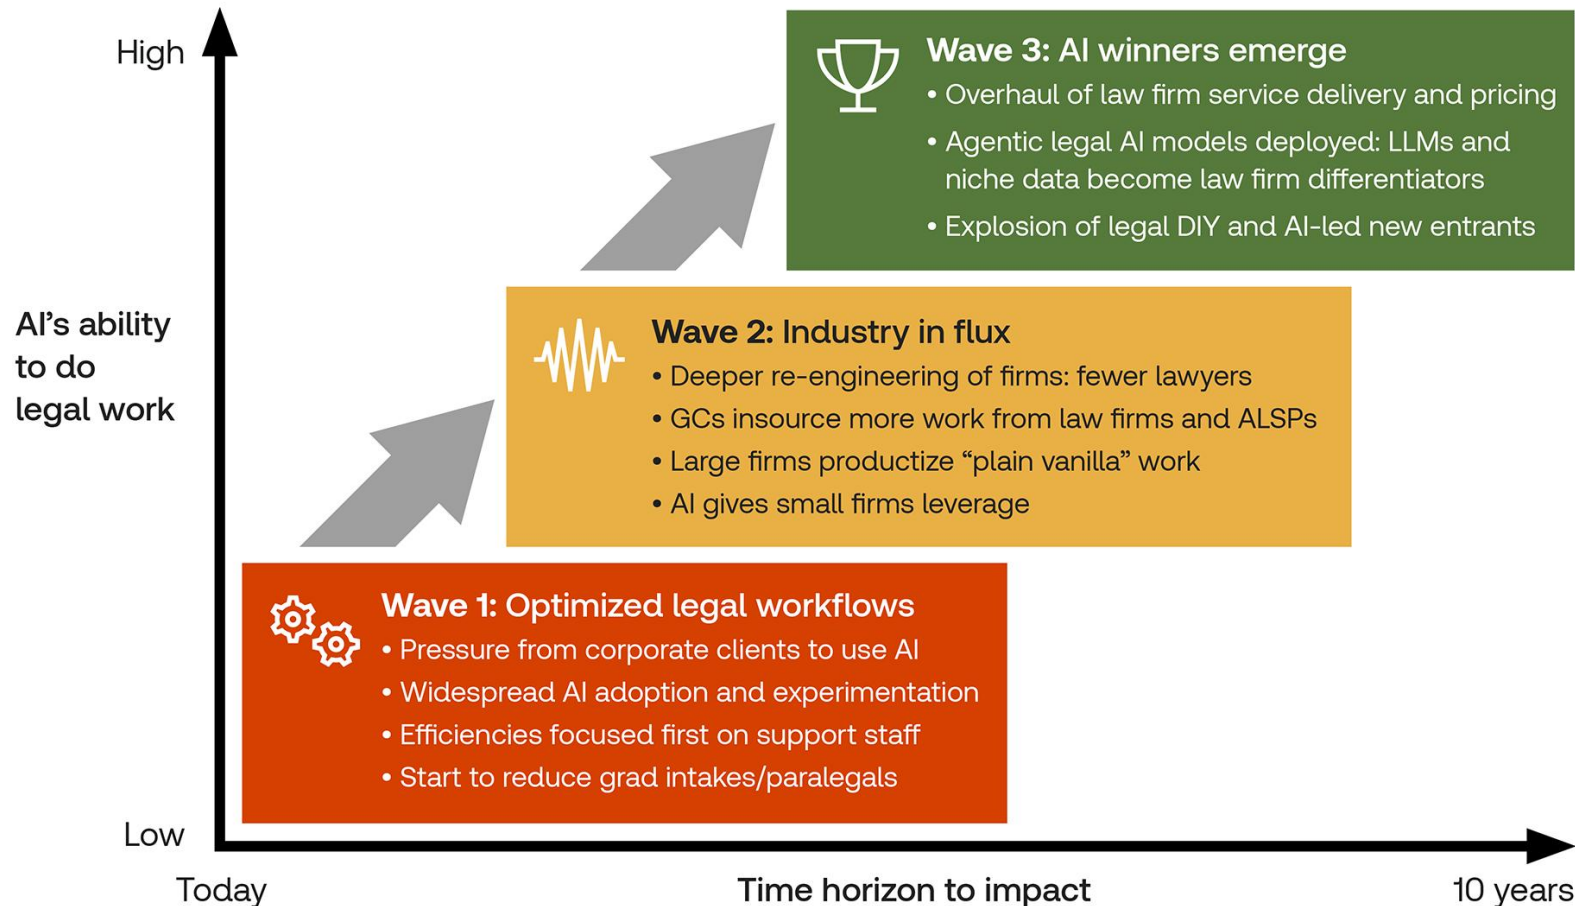 High
Wave 3: AI winners emerge
• Overhaul of law firm service delivery and pricing
• Agentic legal AI models deployed: LLMs and
niche data become law firm differentiators
• Explosion of legal DIY and AI-led new entrants
AI’s ability
to do
legal work
Wave 2: Industry in flux
• Deeper re-engineering of firms: fewer lawyers
• GCs insource more work from law firms and ALSPs
• Large firms productize “plain vanilla” work
• AI gives small firms leverage
Wave 1: Optimized legal workflows
• Pressure from corporate clients to use AI
• Widespread AI adoption and experimentation
• Efficiencies focused first on support staff
• Start to reduce grad intakes/paralegals
Low
Today
Time horizon to impact
10 years